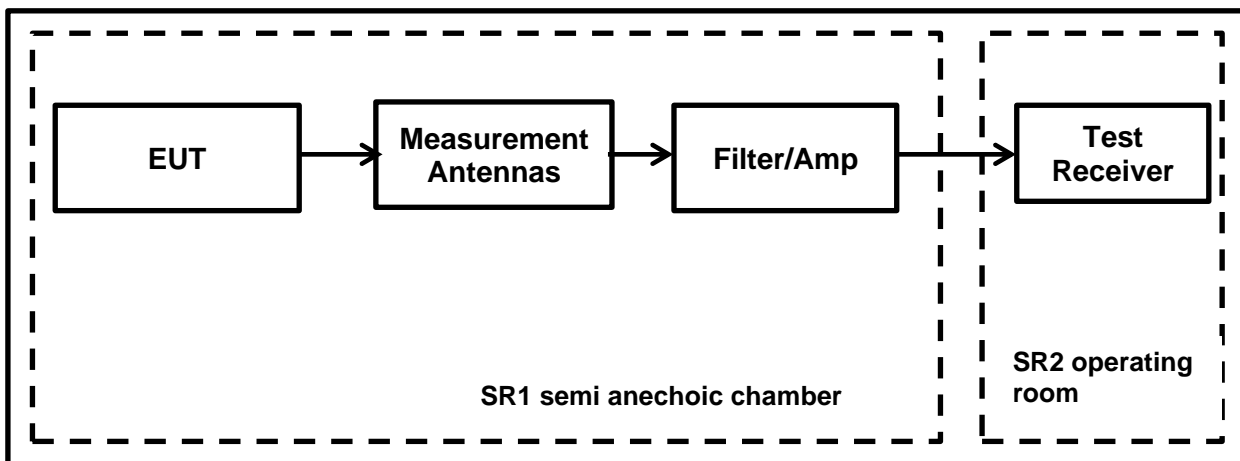 EUT
Measurement
Antennas
Filter/Amp
Test
Receiver
SR1 semi anechoic chamber
SR2 operating
room